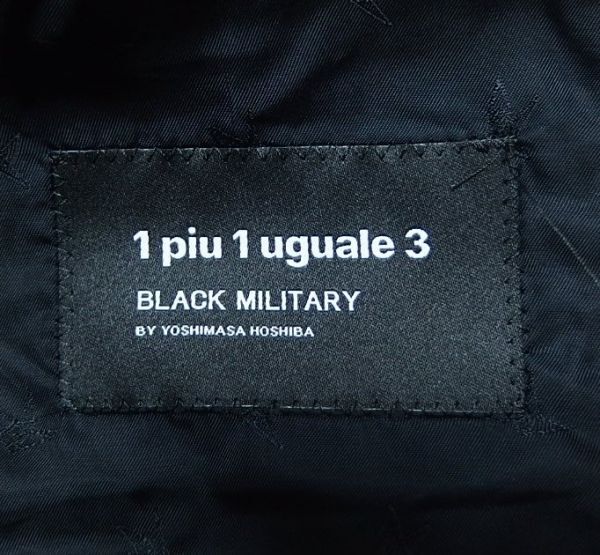 1 piu 1 uguale 3
BLACK MILITARY
BY YOSHIMASA HOSHIBA